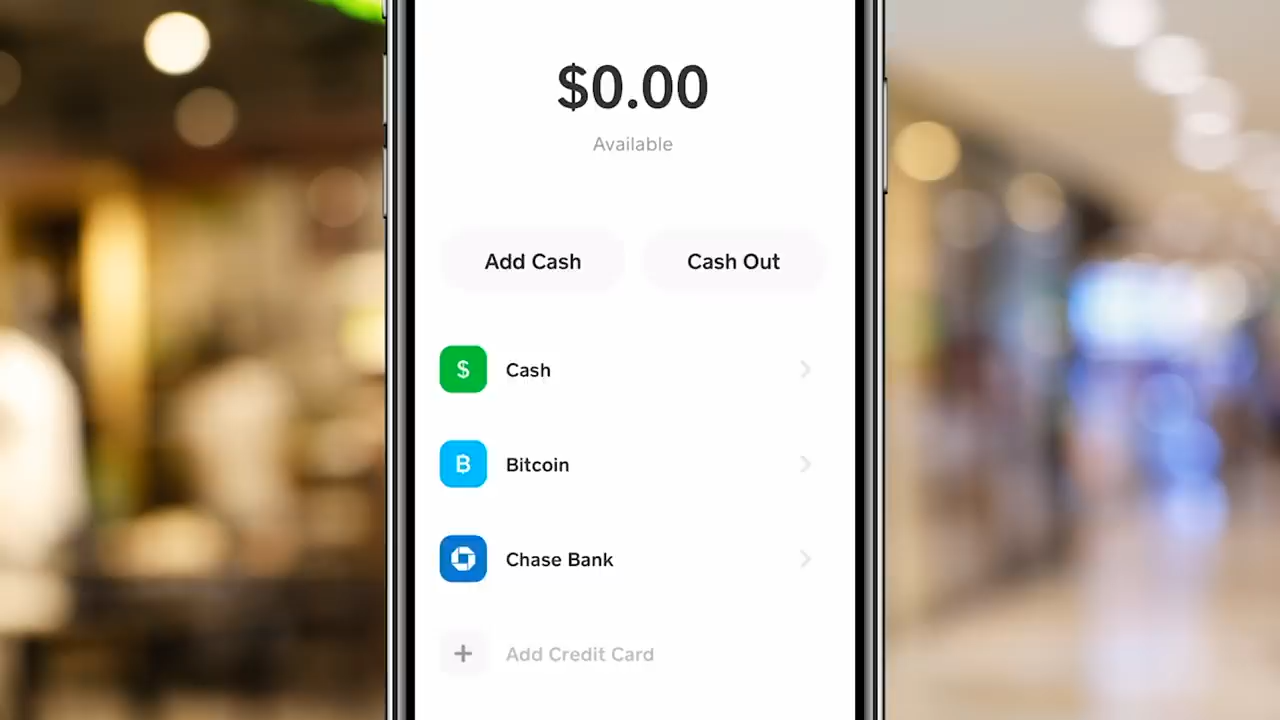 $0.00
Available
Add Cash
Cash Out
$
Cash
B
Bitcoin
Chase Bank
+
Add Credit Card